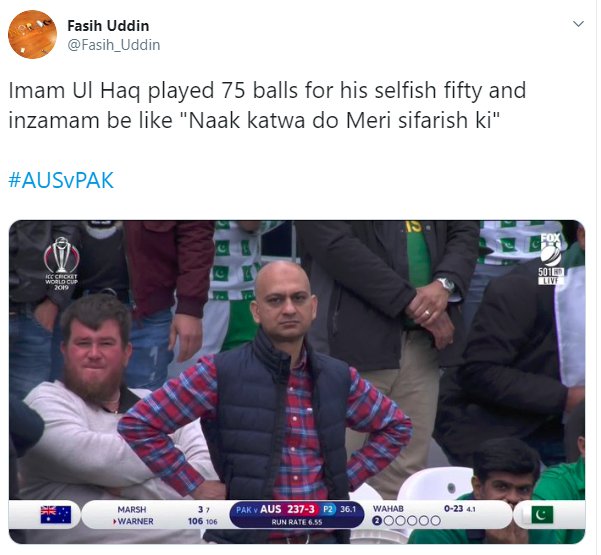 Fasih Uddin
@Fasih_Uddin
Imam Ul Haq played 75 balls for his selfish fifty and
inzamam be like "Naak katwa do Meri sifarish ki"
#AUSvPAK
ICC CRICKET
WORLD CUP
2019
FOX
501 HD
LIVE
MARSH 3 7
WARNER 106 106
PAK v AUS 237-3 P2 36.1
RUN RATE 6.55
WAHAB 0-23 4.1
2